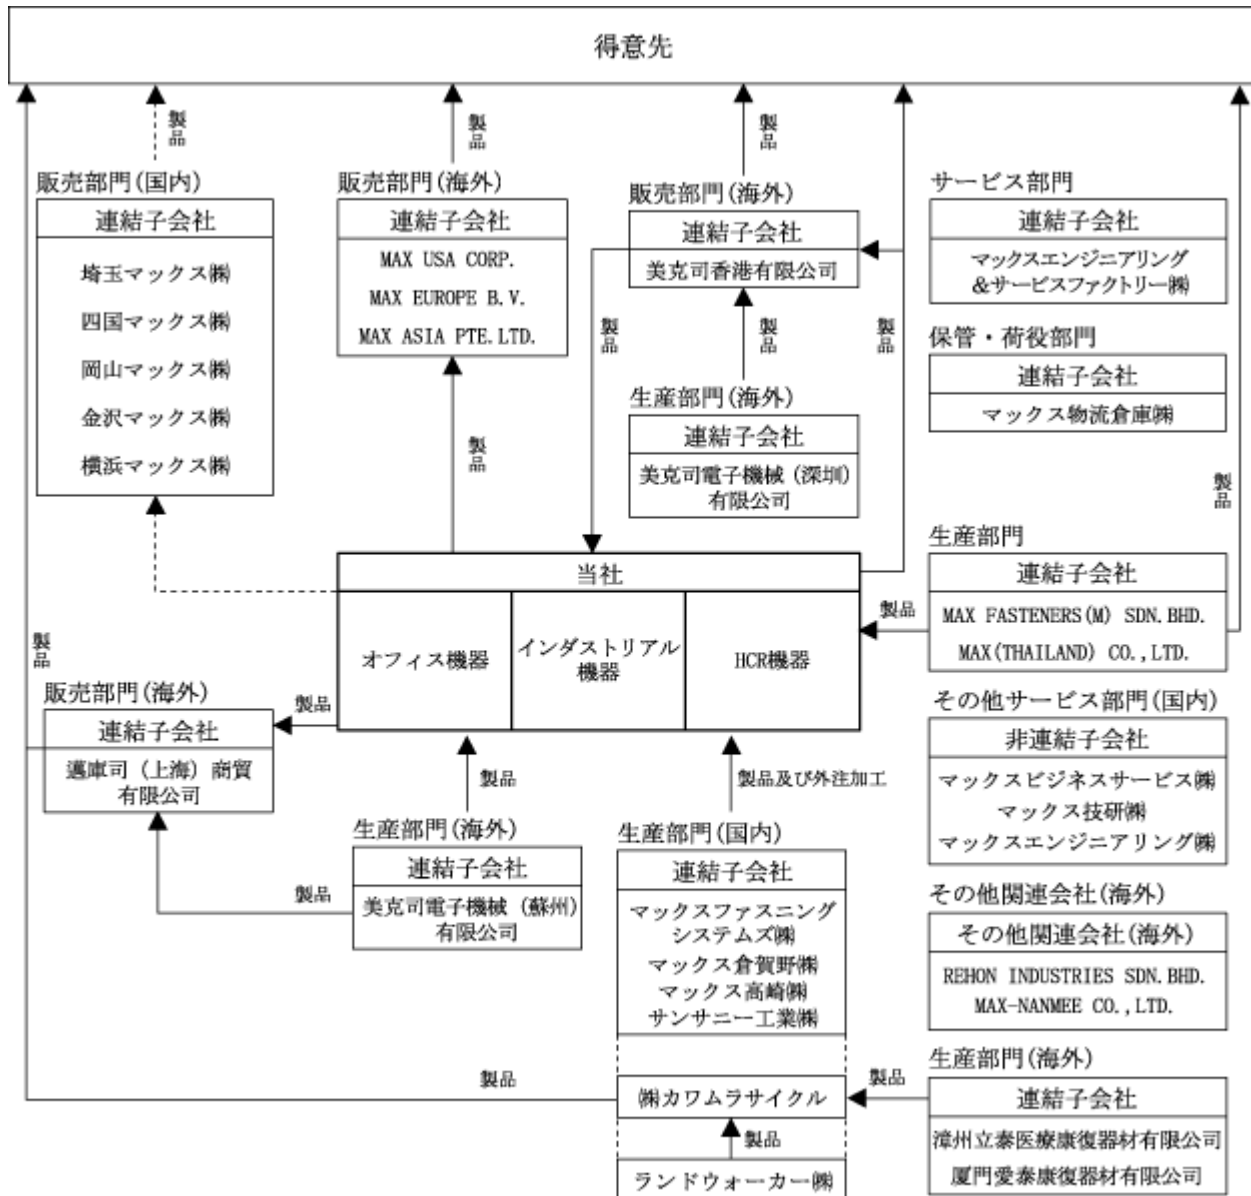 得意先
製品
製品
製品
販売部門(国内)
連結子会社
埼玉マックス㈱
四国マックス㈱
岡山マックス㈱
金沢マックス㈱
横浜マックス㈱
販売部門(海外)
連結子会社
MAX USA CORP.
MAX EUROPE B.V.
MAX ASIA PTE.LTD.
製品
販売部門(海外)
連結子会社
美克司香港有限公司
製品
製品
製品
生産部門(海外)
連結子会社
美克司電子機械（深圳）
有限公司
サービス部門
連結子会社
マックスエンジニアリング
&サービスファクトリー㈱
保管・荷役部門
連結子会社
マックス物流倉庫㈱
製品
当社
オフィス機器
インダストリアル
機器
HCR機器
製品
生産部門
連結子会社
MAX FASTENERS(M) SDN.BHD.
MAX(THAILAND) CO.,LTD.
製品
製品
販売部門(海外)
連結子会社
邁庫司（上海）商貿
有限公司
製品
製品
生産部門(海外)
連結子会社
美克司電子機械（蘇州）
有限公司
製品及び外注加工
生産部門(国内)
連結子会社
マックスファスニング
システムズ㈱
マックス倉賀野㈱
マックス高崎㈱
サンサニー工業㈱
その他サービス部門(国内)
非連結子会社
マックスビジネスサービス㈱
マックス技研㈱
マックスエンジニアリング㈱
その他関連会社(海外)
その他関連会社(海外)
REHON INDUSTRIES SDN.BHD.
MAX-NANMEE CO.,LTD.
製品
㈱カワムラサイクル
製品
製品
ランドウォーカー㈱
生産部門(海外)
連結子会社
漳州立泰医療康復器材有限公司
厦門愛泰康復器材有限公司